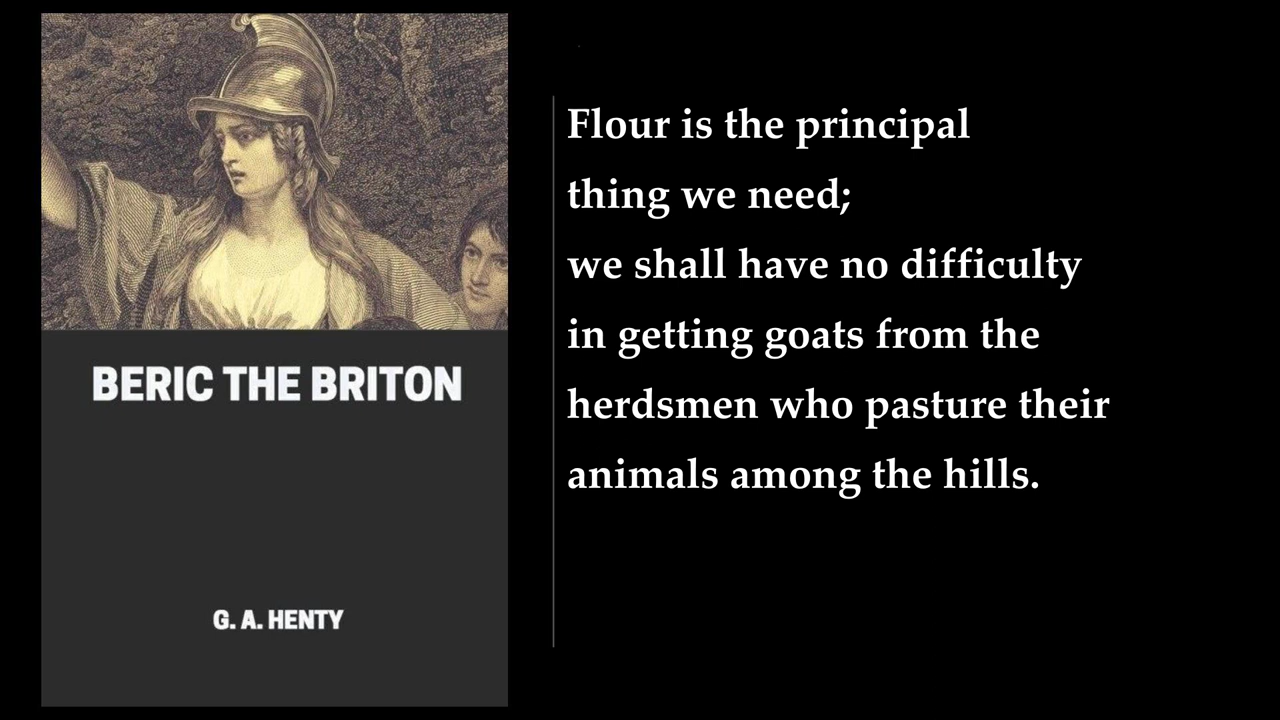 BERIC THE BRITON
G. A. HENTY
Flour is the principal
thing we need;
we shall have no difficulty
in getting goats from the
herdsmen who pasture their
animals among the hills.